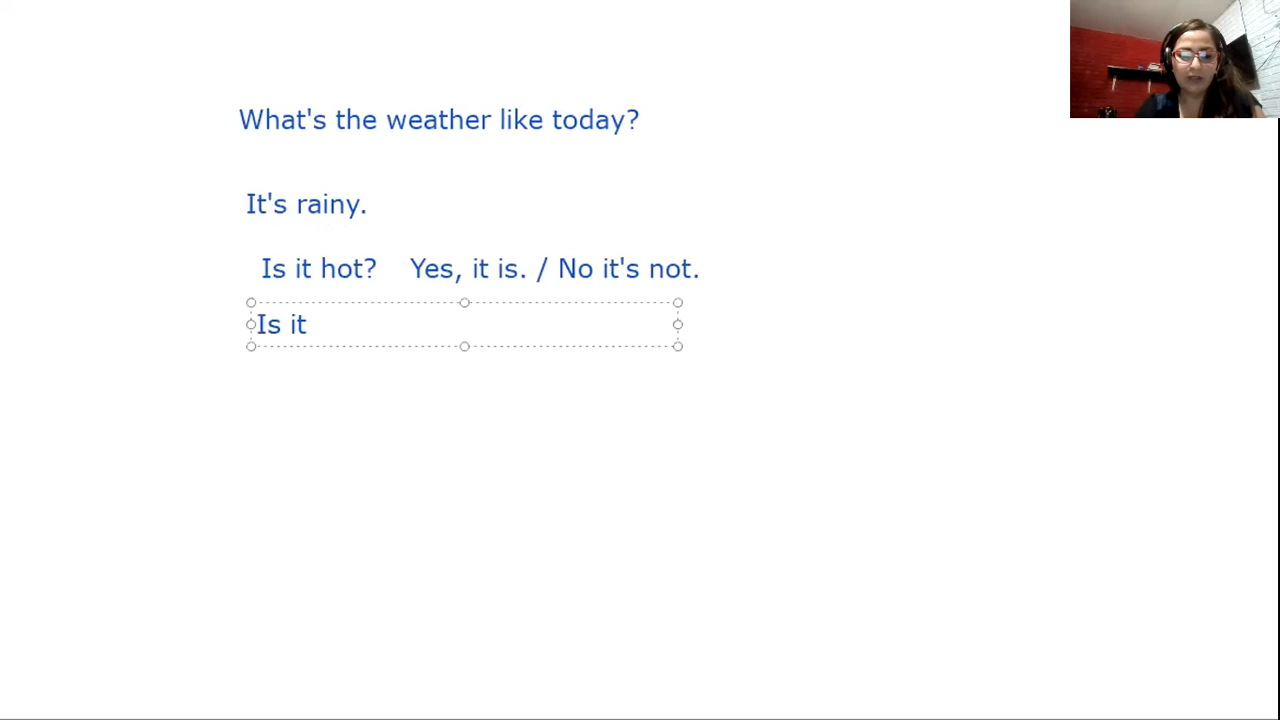 What's the weather like today?
It's rainy.
Is it hot? Yes, it is. / No it's not.
Is it